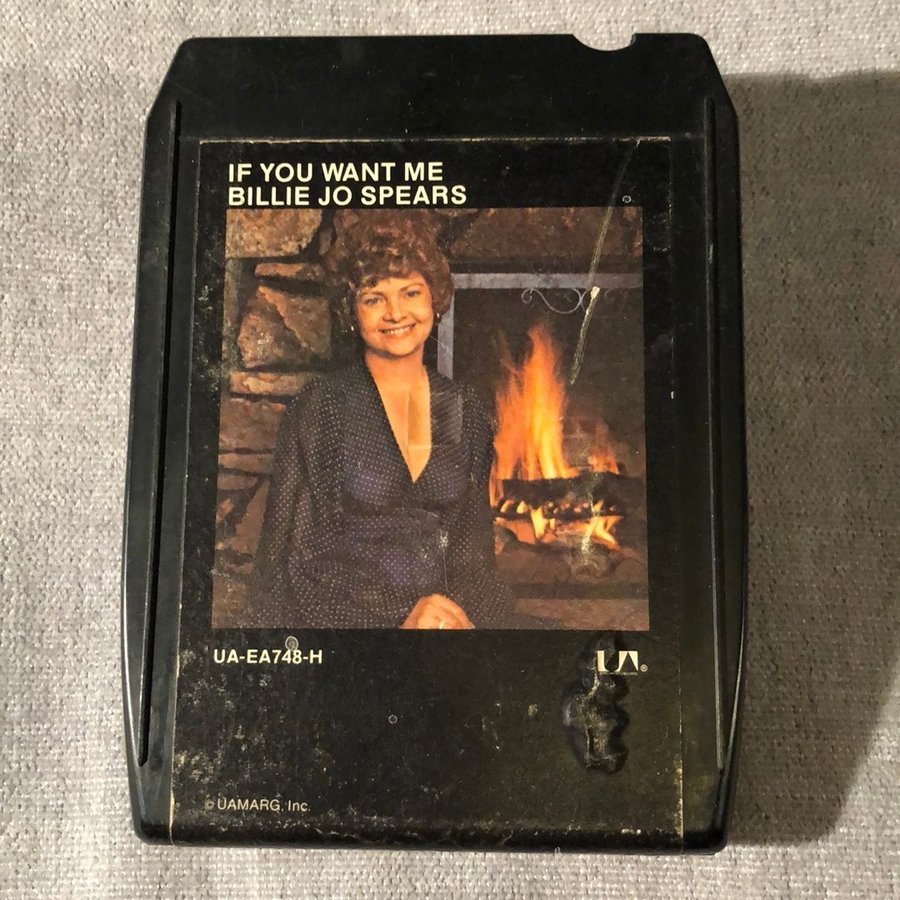 IF YOU WANT ME
BILLIE JO SPEARS
UA-EA748-H
UA®
©UAMARG, Inc.